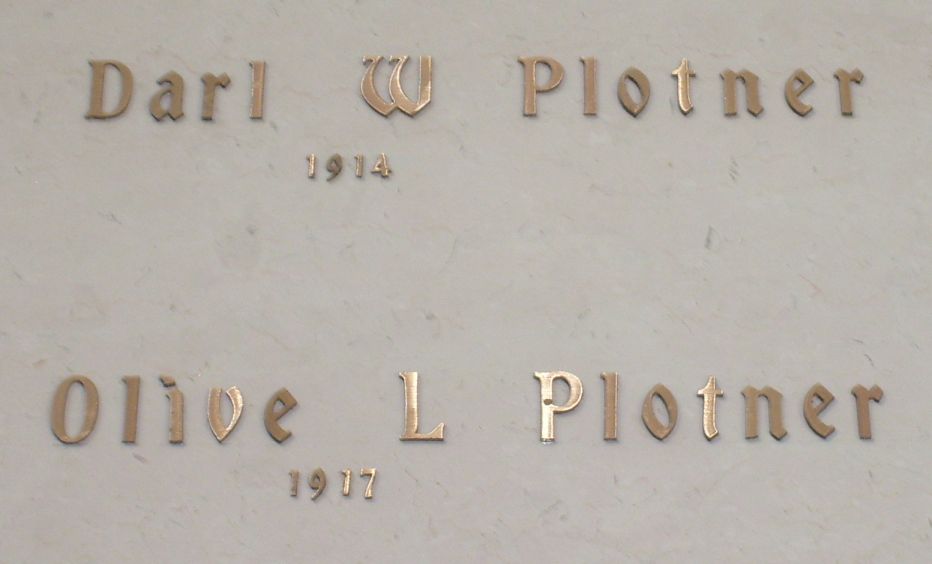 Darl W Plotner
1914
Olive L Plotner
1917